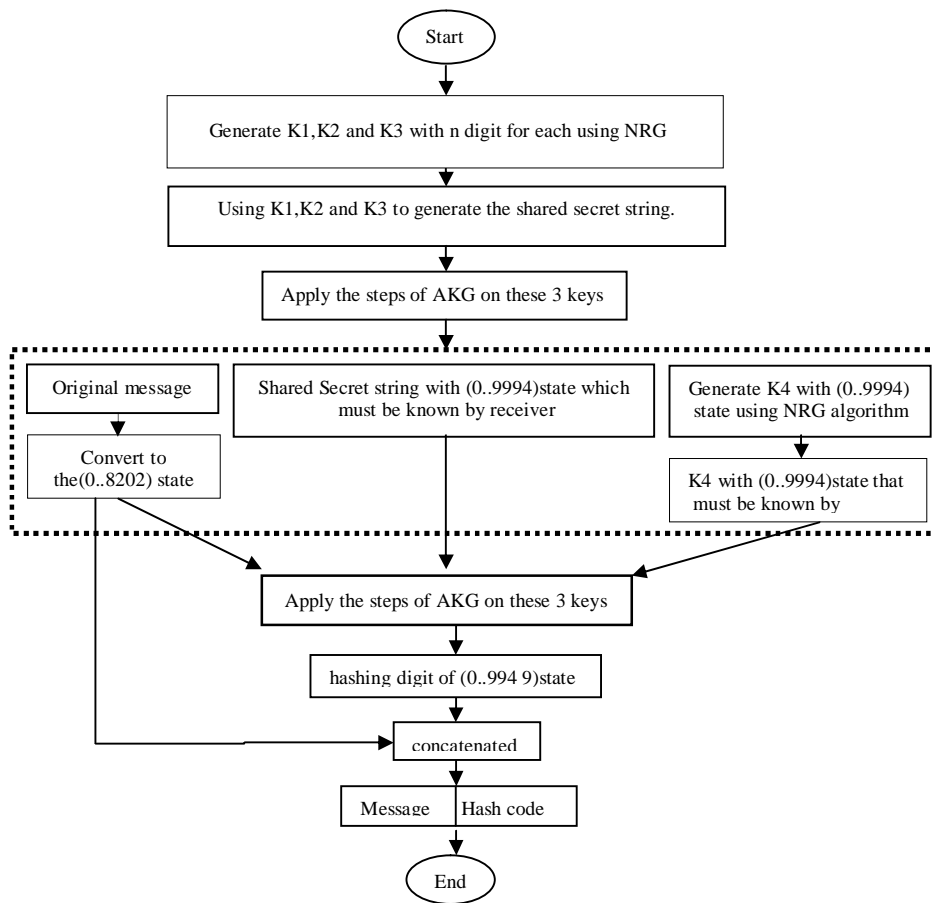 Start
Generate K1,K2 and K3 with n digit for each using NRG
Using K1,K2 and K3 to generate the shared secret string.
Apply the steps of AKG on these 3 keys
Original message
Convert to
the(0..8202) state
Shared Secret string with (0..9994)state which
must be known by receiver
Generate K4 with (0..9994)
state using NRG algorithm
K4 with (0..9994)state that
must be known by
Apply the steps of AKG on these 3 keys
hashing digit of (0..994 9)state
concatenated
Message Hash code
End